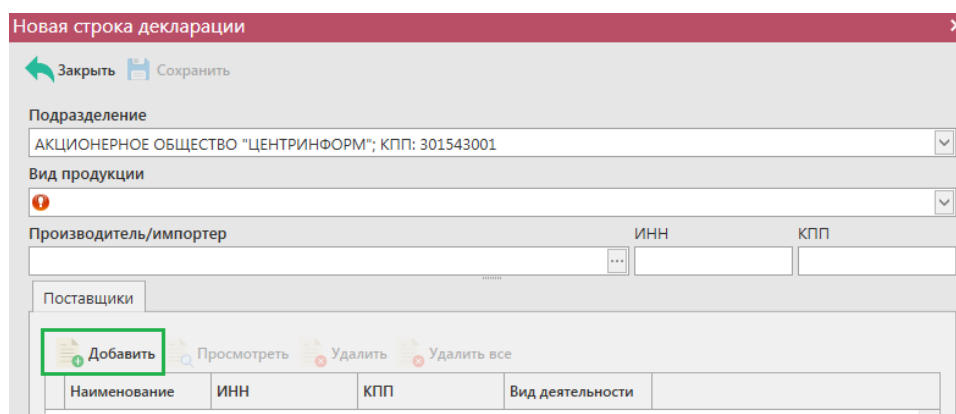 Новая строка декларации
Закрыть Сохранить
Подразделение
АКЦИОНЕРНОЕ ОБЩЕСТВО "ЦЕНТРИНФОРМ"; КПП: 301543001
Вид продукции
Производитель/импортер ИНН КПП
Поставщики
Добавить Просмотреть Удалить Удалить все
Наименование ИНН КПП Вид деятельности